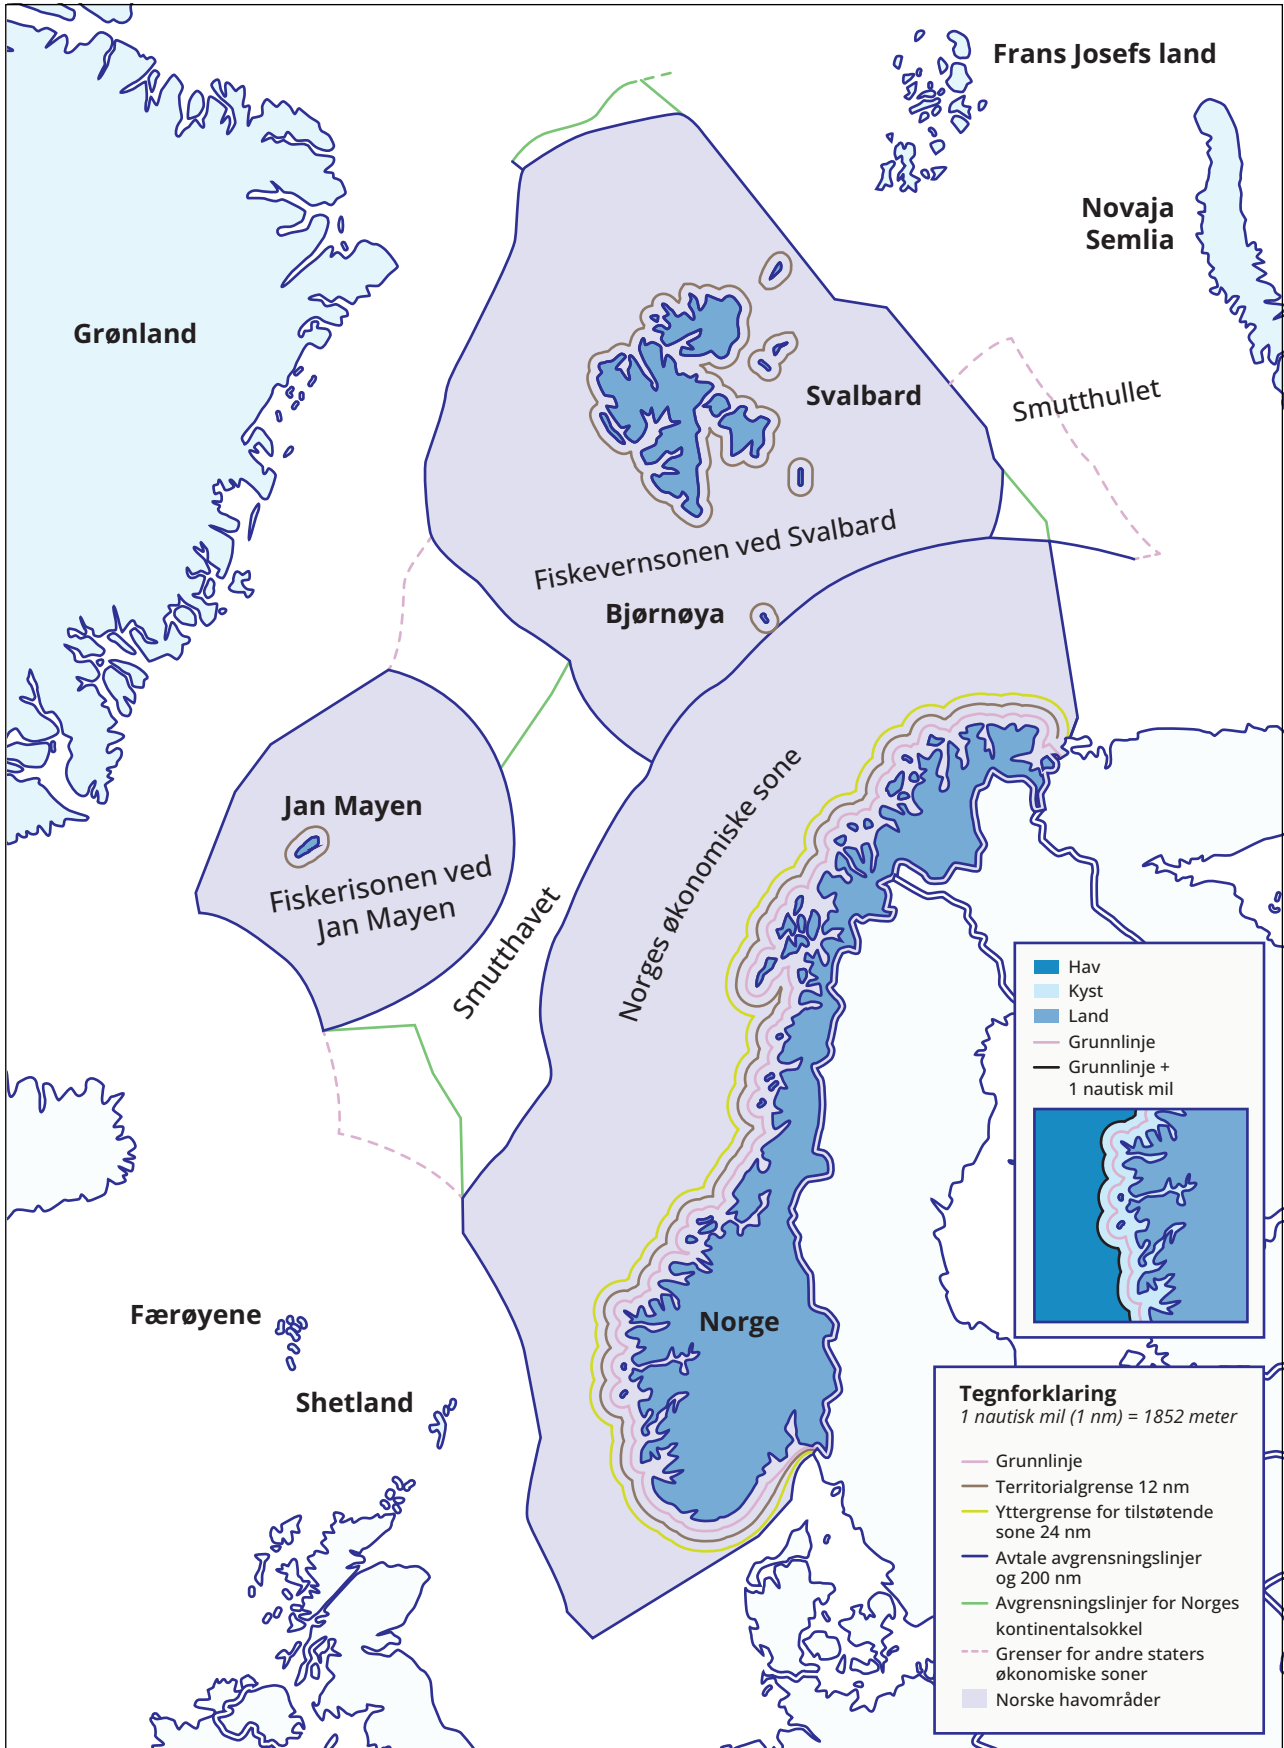 Frans Josefs land
Novaja
Semlia
Grønland
Smutthullet
Svalbard
Fiskevernsonen ved Svalbard
Bjørnøya
Jan Mayen
Fiskerisonen ved
Jan Mayen
Smutthavet
Norges økonomiske sone
Hav
Kyst
Land
Grunnlinje
Grunnlinje +
1 nautisk mil
Færøyene
Norge
Shetland
Tegnforklaring
1 nautisk mil (1 nm) = 1852 meter
Grunnlinje
Territorialgrense 12 nm
Yttergrense for tilstøtende
sone 24 nm
Avtale avgrensningslinjer
og 200 nm
Avgrensningslinjer for Norges
kontinentalsokkel
Grenser for andre staters
økonomiske soner
Norske havområder